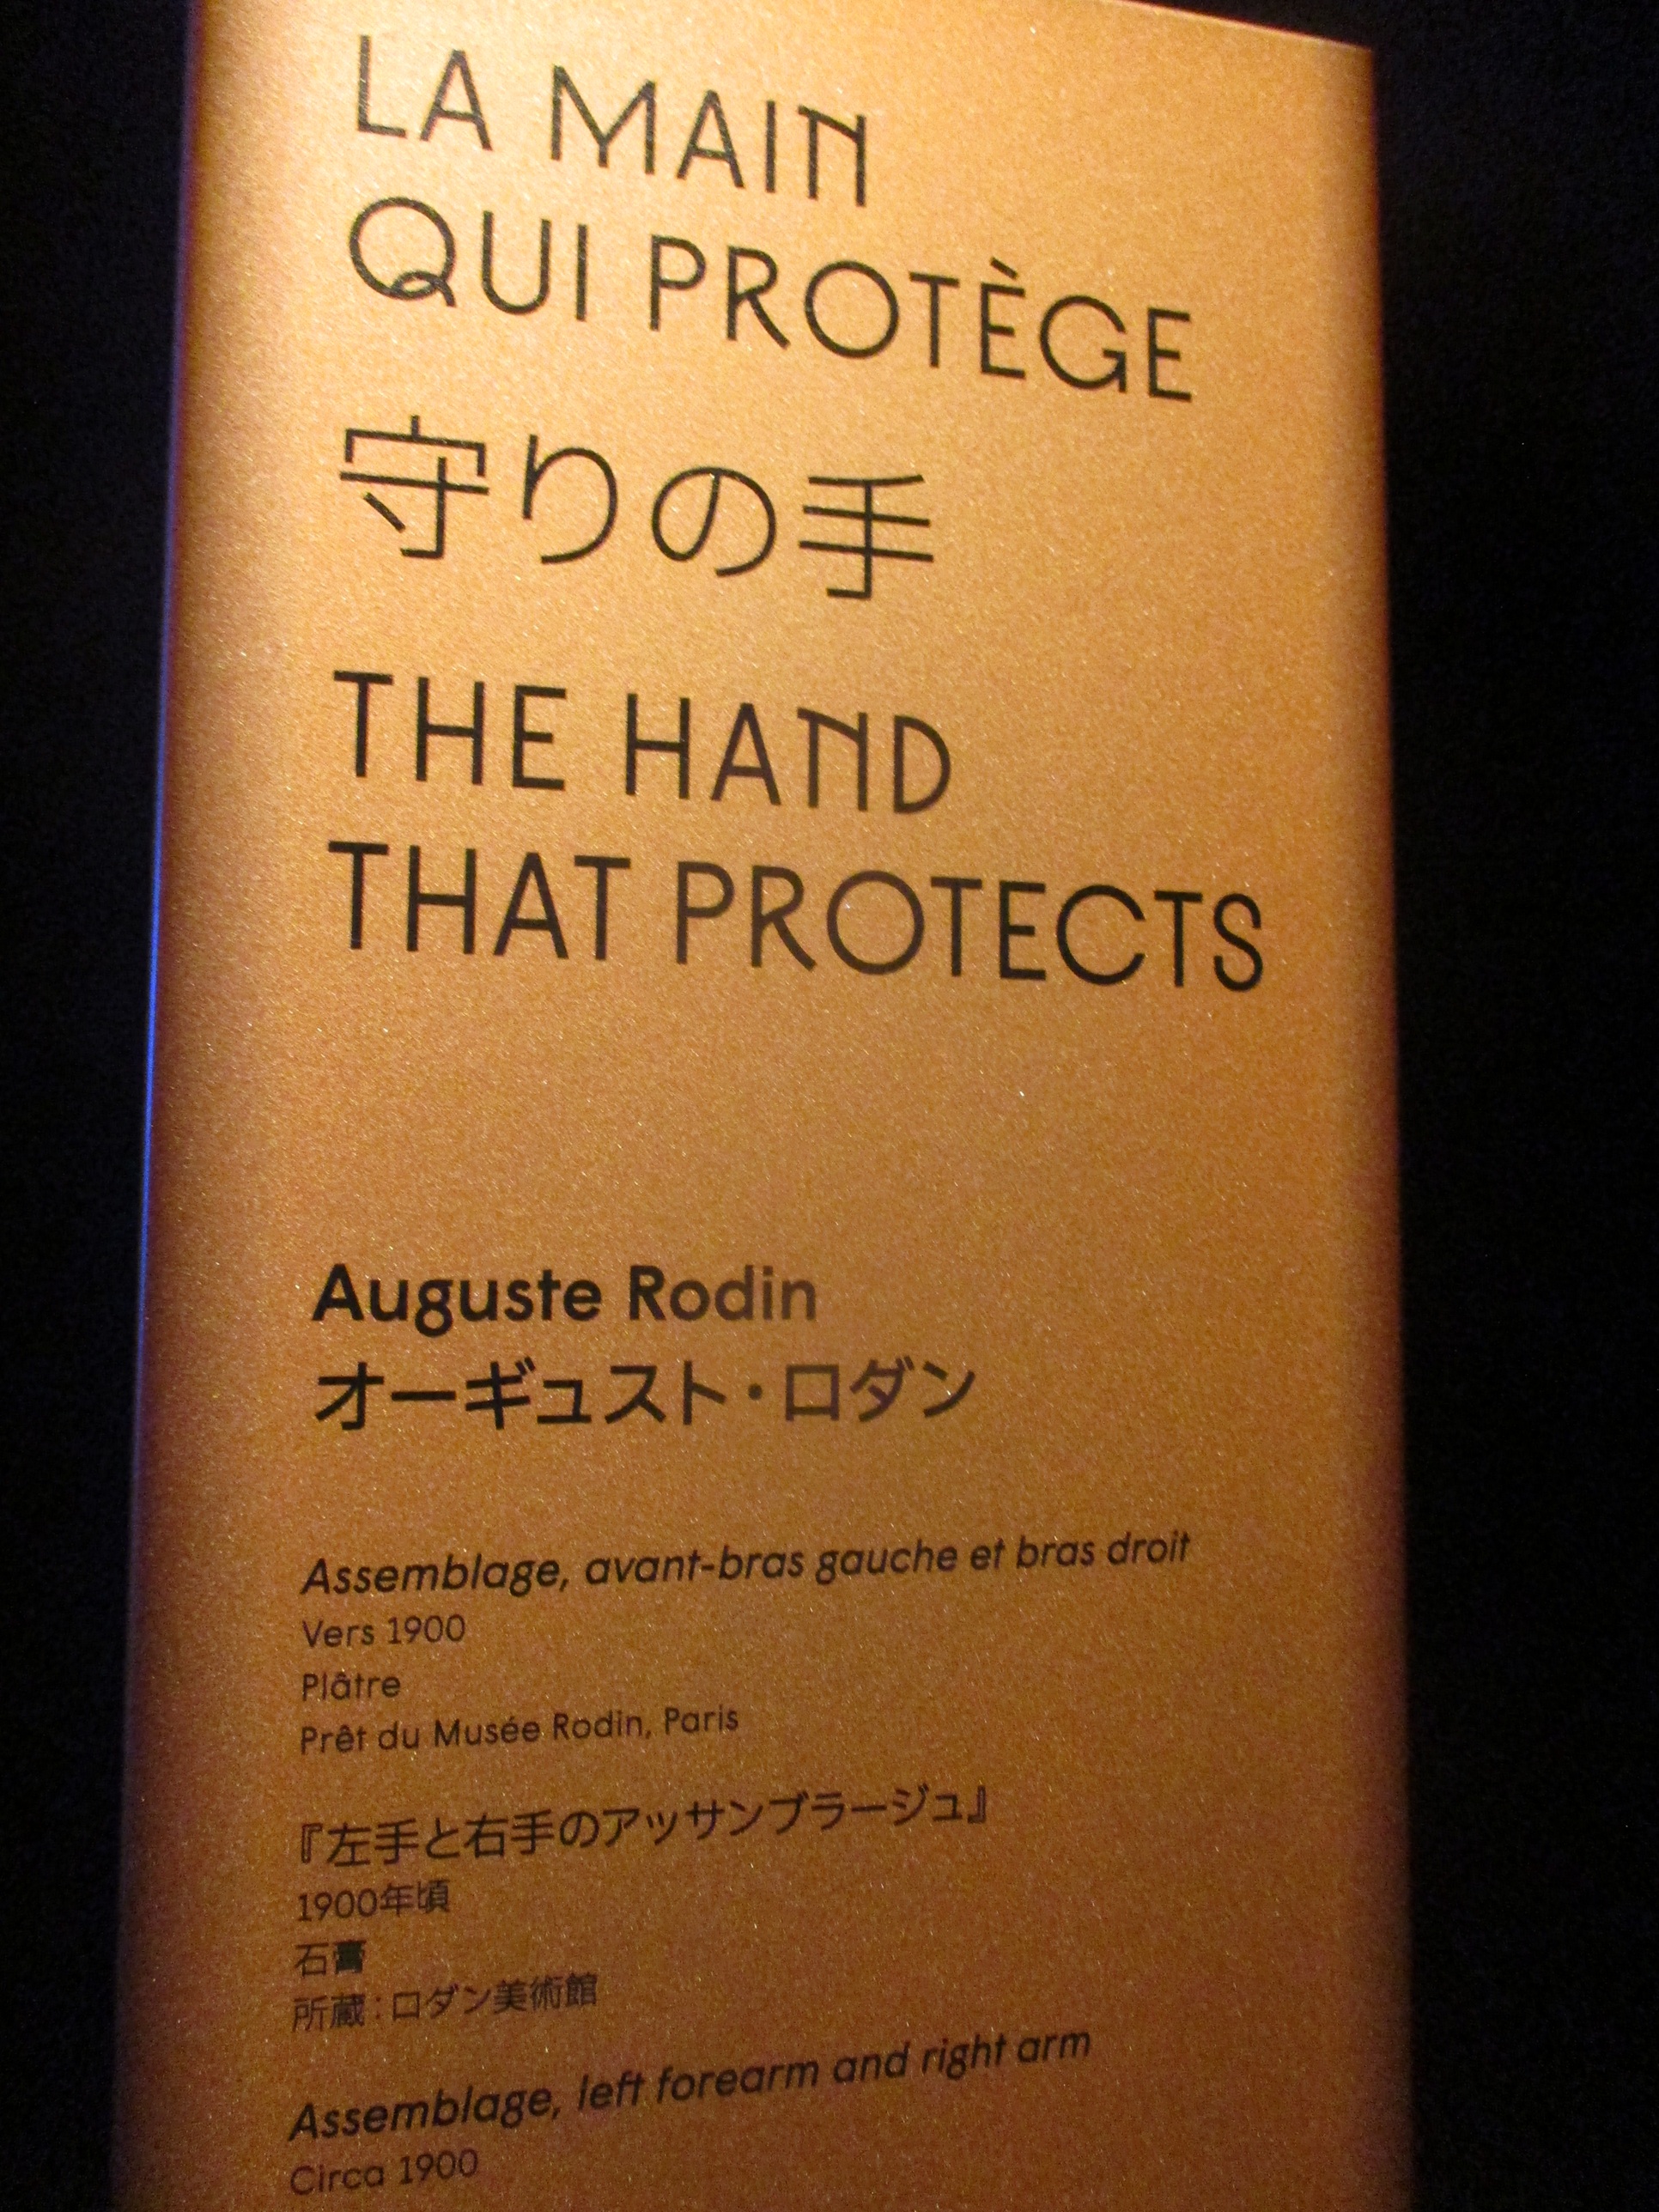 LA MAIN
QUI PROTÈGE
守りの手
THE HAND
THAT PROTECTS
Auguste Rodin
オーギュスト・ロダン
Assemblage, avant-bras gauche et bras droit
Vers 1900
Plâtre
Prêt du Musée Rodin, Paris
『左手と右手のアッサンブラージュ』
1900年頃
石膏
所蔵：ロダン美術館
Assemblage, left forearm and right arm
Circa 1900